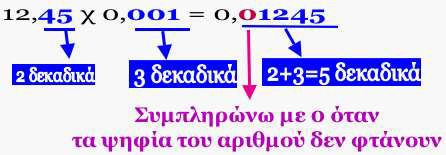 12,45 χ 0,001 = 0,01245
2 δεκαδικά
3 δεκαδικά
2+3=5 δεκαδικά
Συμπληρώνω με 0 όταν
τα ψηφία του αριθμού δεν φτάνουν